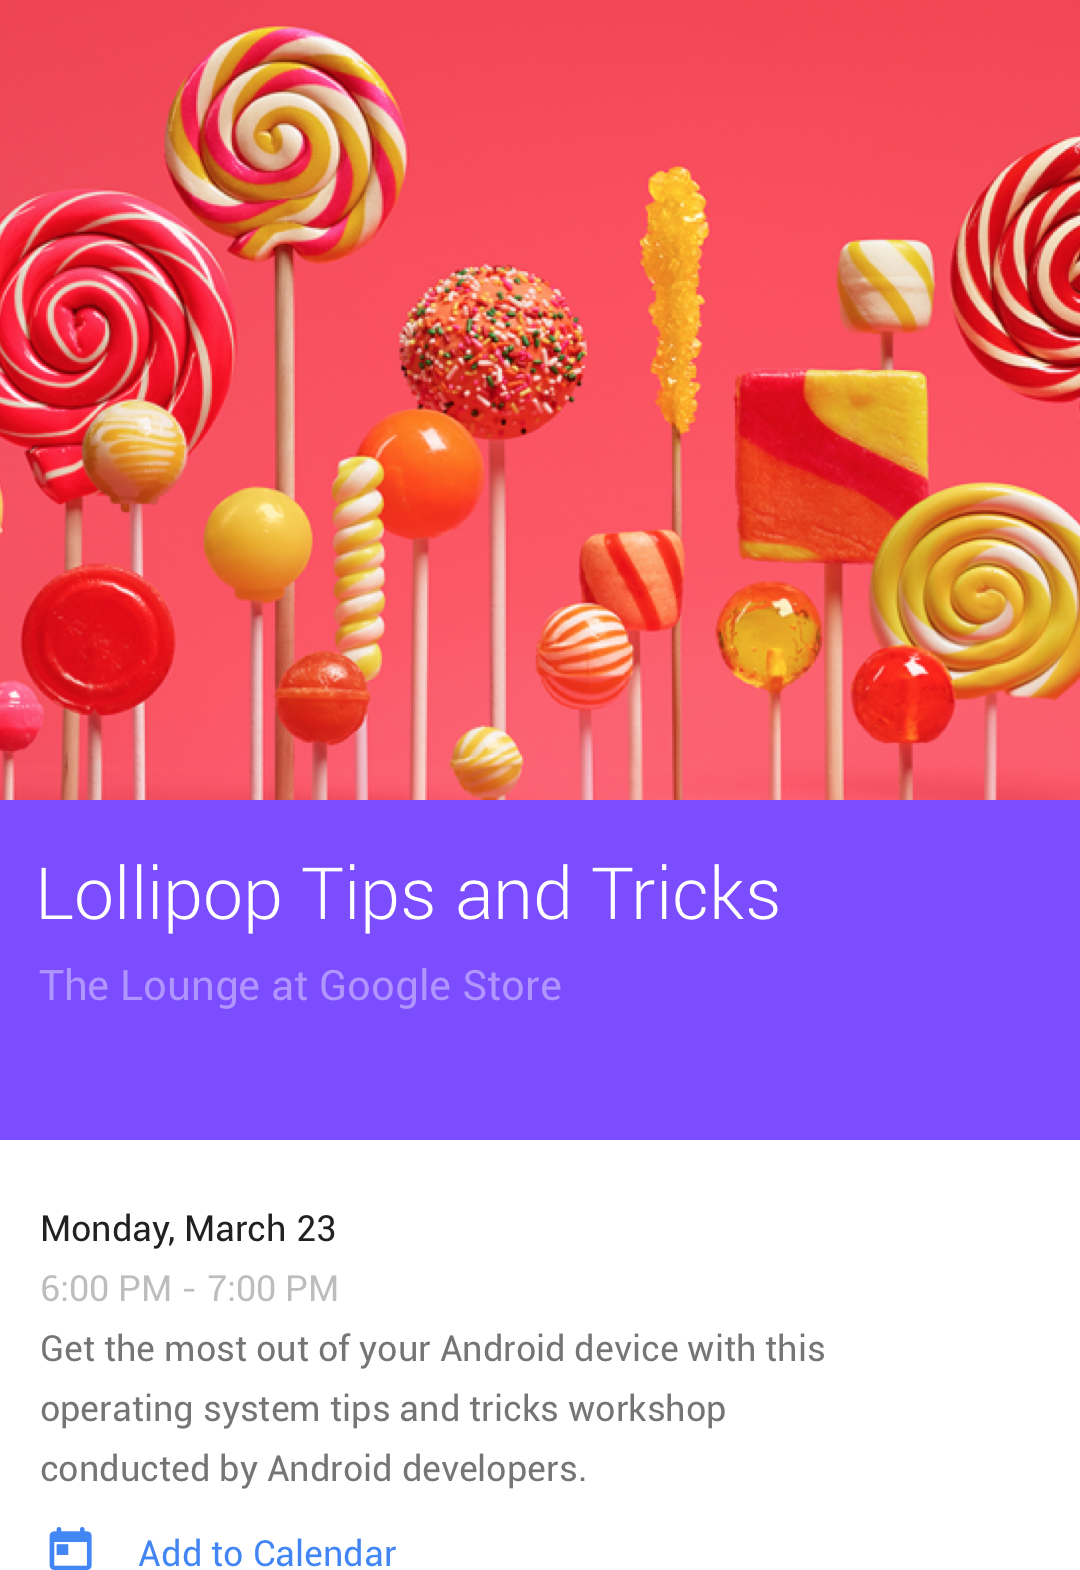 Lollipop Tips and Tricks
The Lounge at Google Store
Monday, March 23
6:00 PM - 7:00 PM
Get the most out of your Android device with this
operating system tips and tricks workshop
conducted by Android developers.
Add to Calendar